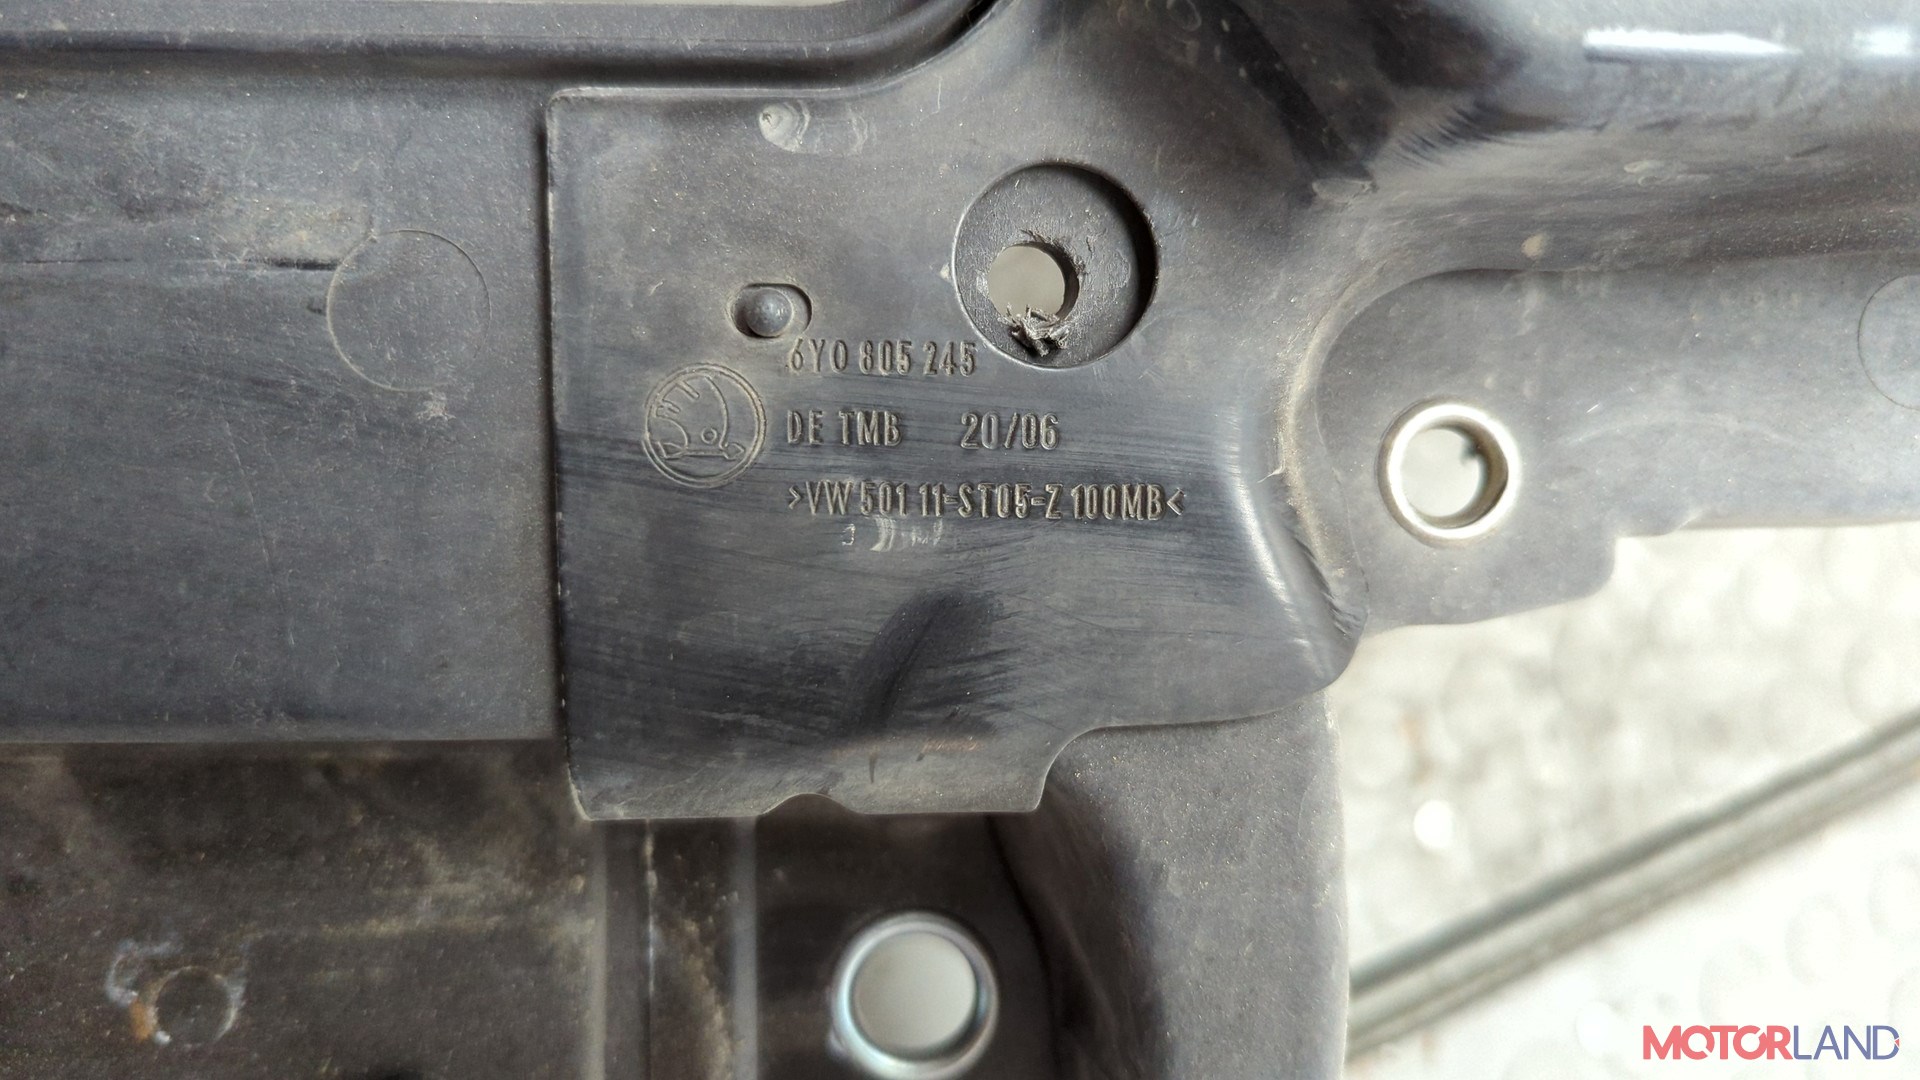 6Y0 805 245
DE TMB 20/06
>VW 501 11-ST05-Z 100MB<
MOTORLAND